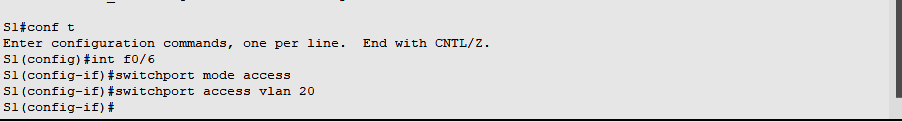 S1#conf t
Enter configuration commands, one per line.  End with CNTL/Z.
S1(config)#int f0/6
S1(config-if)#switchport mode access
S1(config-if)#switchport access vlan 20
S1(config-if)#